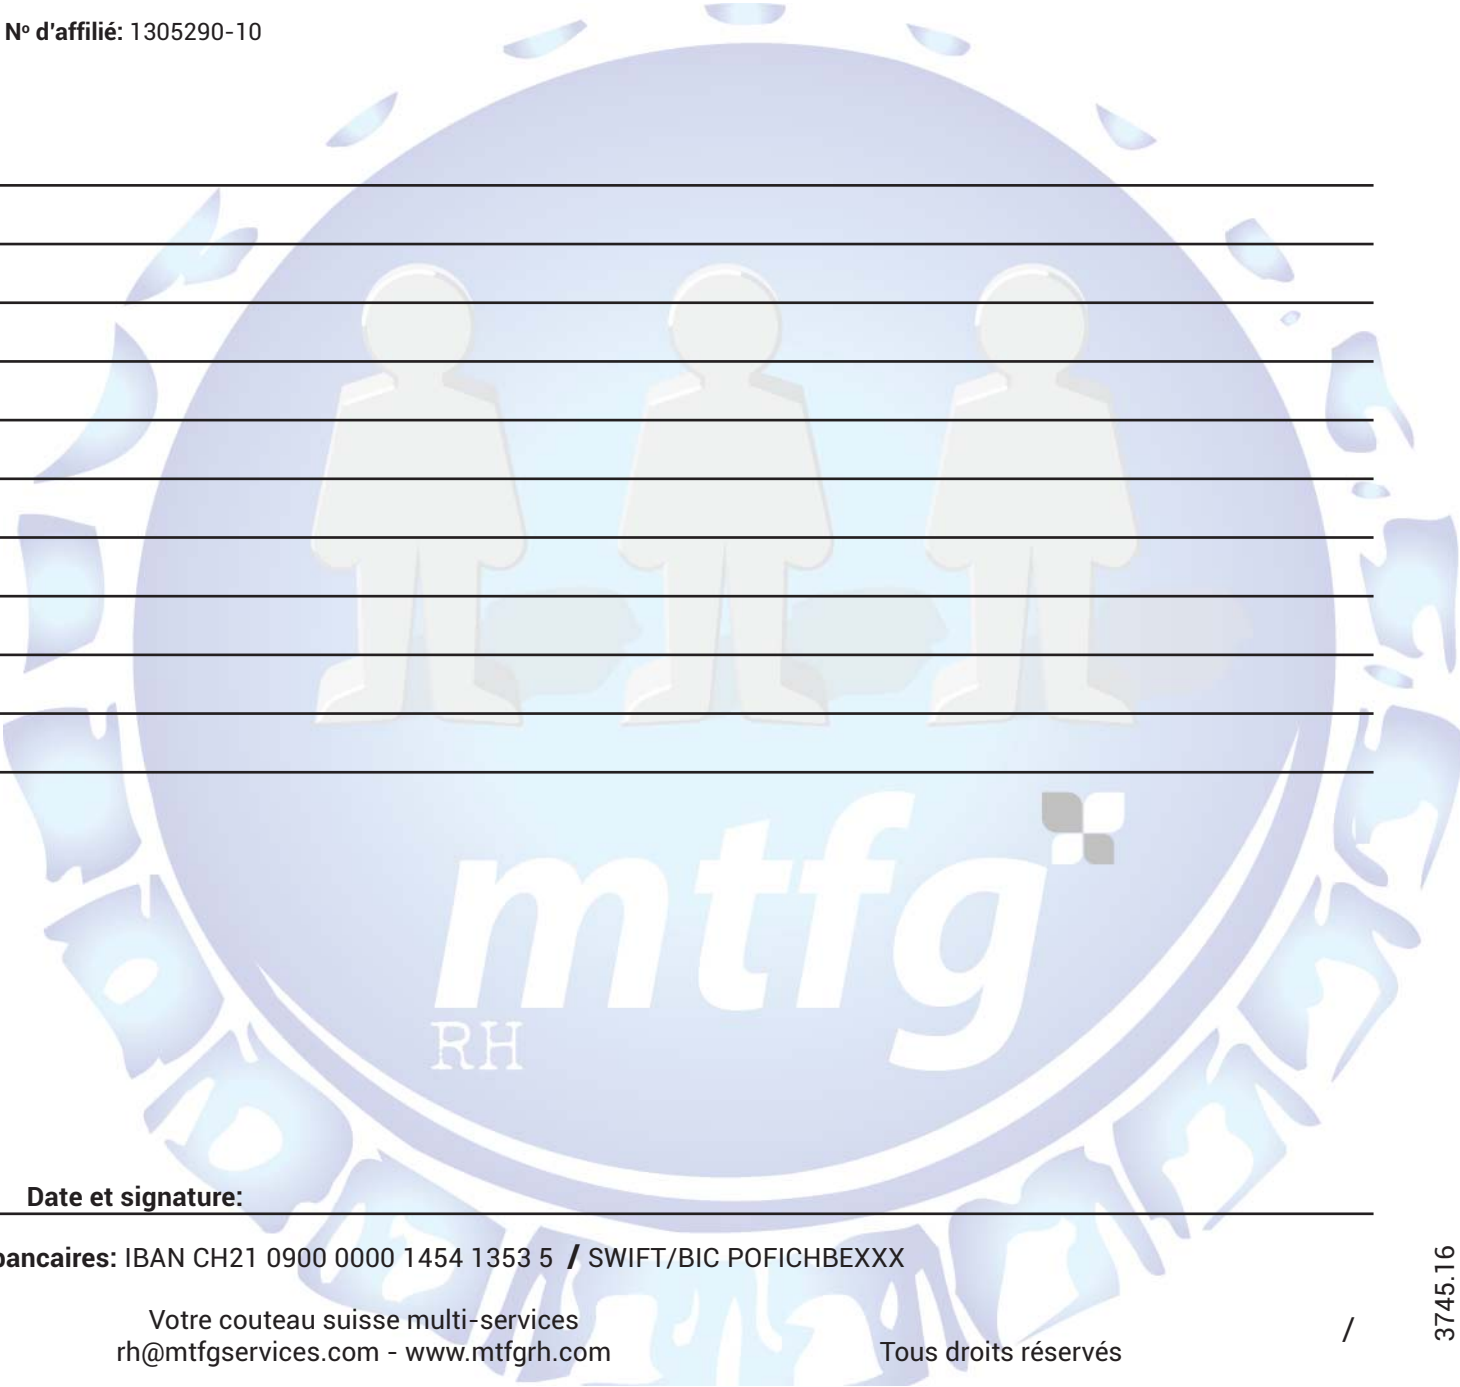 Nº d'affilié: 1305290-10
mtfg
RH
Date et signature:
bancaires: IBAN CH21 0900 0000 1454 1353 5 / SWIFT/BIC POFICHBEXXX
Votre couteau suisse multi-services
rh@mtfgservices.com - www.mtfgrh.com
Tous droits réservés
/
3745.16